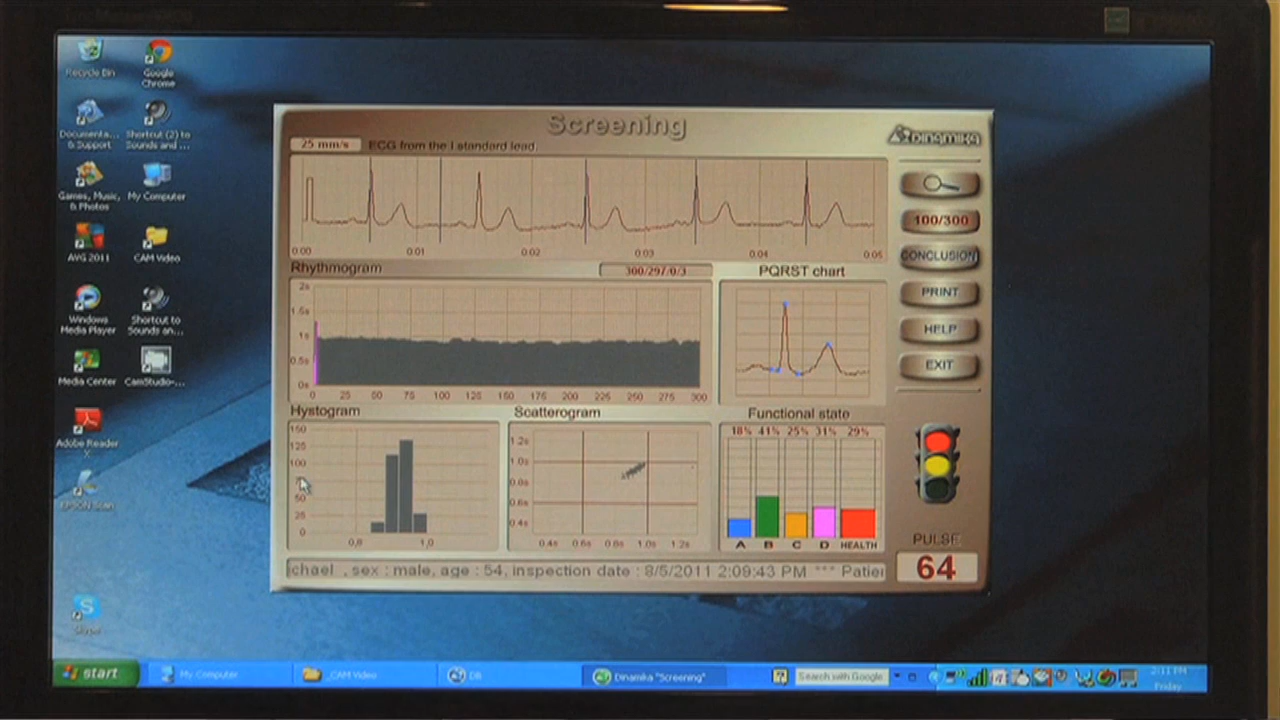 Recycle Bin
Google
Chrome
Documenta...
& Support
Shortcut (2) to
Sounds and ...
Games, Music,
& Photos
My Computer
AVG 2011
CAM Video
Windows
Media Player
Shortcut to
Sounds an...
Media Center
CamStudio-...
Adobe Reader
X
EPSON Scan
Skype
Screening
DINAMIKA
25 mm/s
ECG from the I standard lead.
0.00 0.01 0.02 0.03 0.04 0.05
100/300
CONCLUSION
PRINT
HELP
EXIT
Rhythmogram
300/297/0/3
PQRST chart
2s
1.5s
1s
0.5s
0s
0 25 50 75 100 125 150 175 200 225 250 275 300
Hystogram
Scatterogram
Functional state
150
125
100
50
25
0
0,8 1,0
1.2s
1.0s
0.8s
0.6s
0.4s
0.4s 0.6s 0.8s 1.0s 1.2s
18% 41% 25% 31% 29%
A B C D HEALTH
PULSE
64
chael , sex : male, age : 54, inspection date : 8/5/2011 2:09:43 PM *** Patie
start
My Computer
_CAM Video
Dinamika "Screening"
Search with Google
2:11 PM
Friday